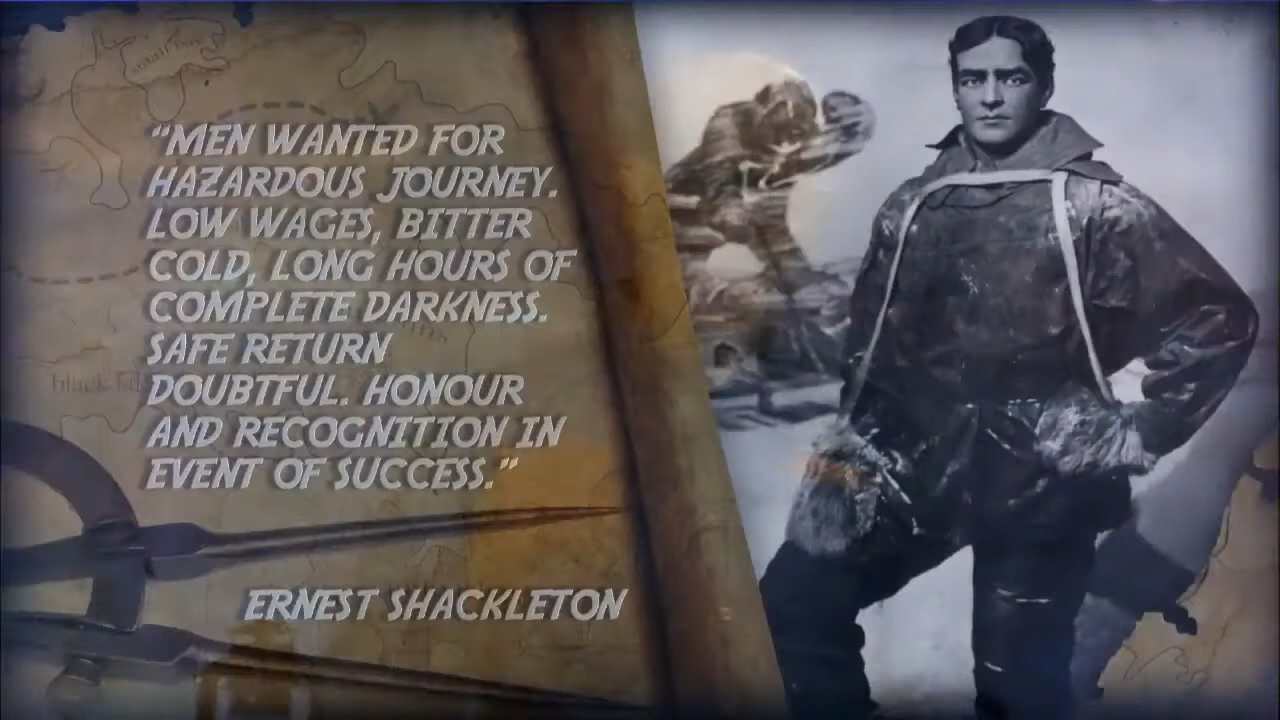 "MEN WANTED FOR
HAZARDOUS JOURNEY.
LOW WAGES, BITTER
COLD, LONG HOURS OF
COMPLETE DARKNESS.
SAFE RETURN
DOUBTFUL. HONOUR
AND RECOGNITION IN
EVENT OF SUCCESS."
ERNEST SHACKLETON